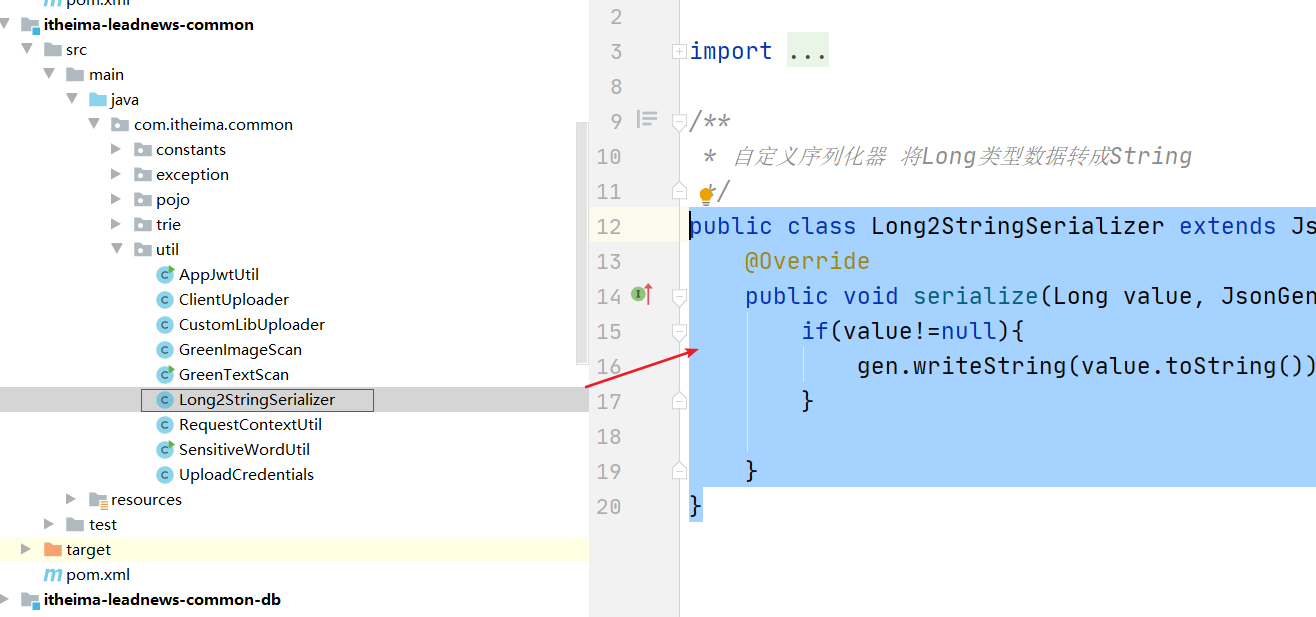 pom.xml
itheima-leadnews-common
src
main
java
com.itheima.common
constants
exception
pojo
trie
util
AppJwtUtil
ClientUploader
CustomLibUploader
GreenImageScan
GreenTextScan
Long2StringSerializer
RequestContextUtil
SensitiveWordUtil
UploadCredentials
resources
test
target
pom.xml
itheima-leadnews-common-db
2
3 import ...
8
9 /**
10 * 自定义序列化器 将Long类型数据转成String
11 */
12 public class Long2StringSerializer extends Js
13 @Override
14 public void serialize(Long value, JsonGen
15 if(value!=null){
16 gen.writeString(value.toString())
17 }
18
19 }
20 }